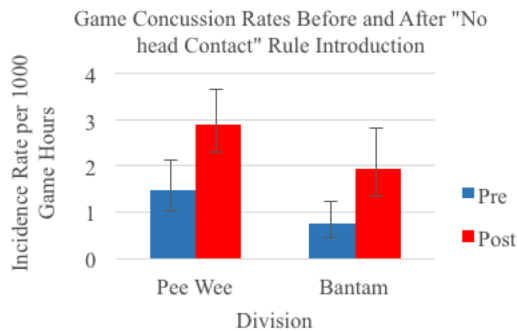 Game Concussion Rates Before and After "No
head Contact" Rule Introduction
Incidence Rate per 1000
Game Hours
4
3
2
1
0
Pee Wee
Bantam
Division
Pre
Post